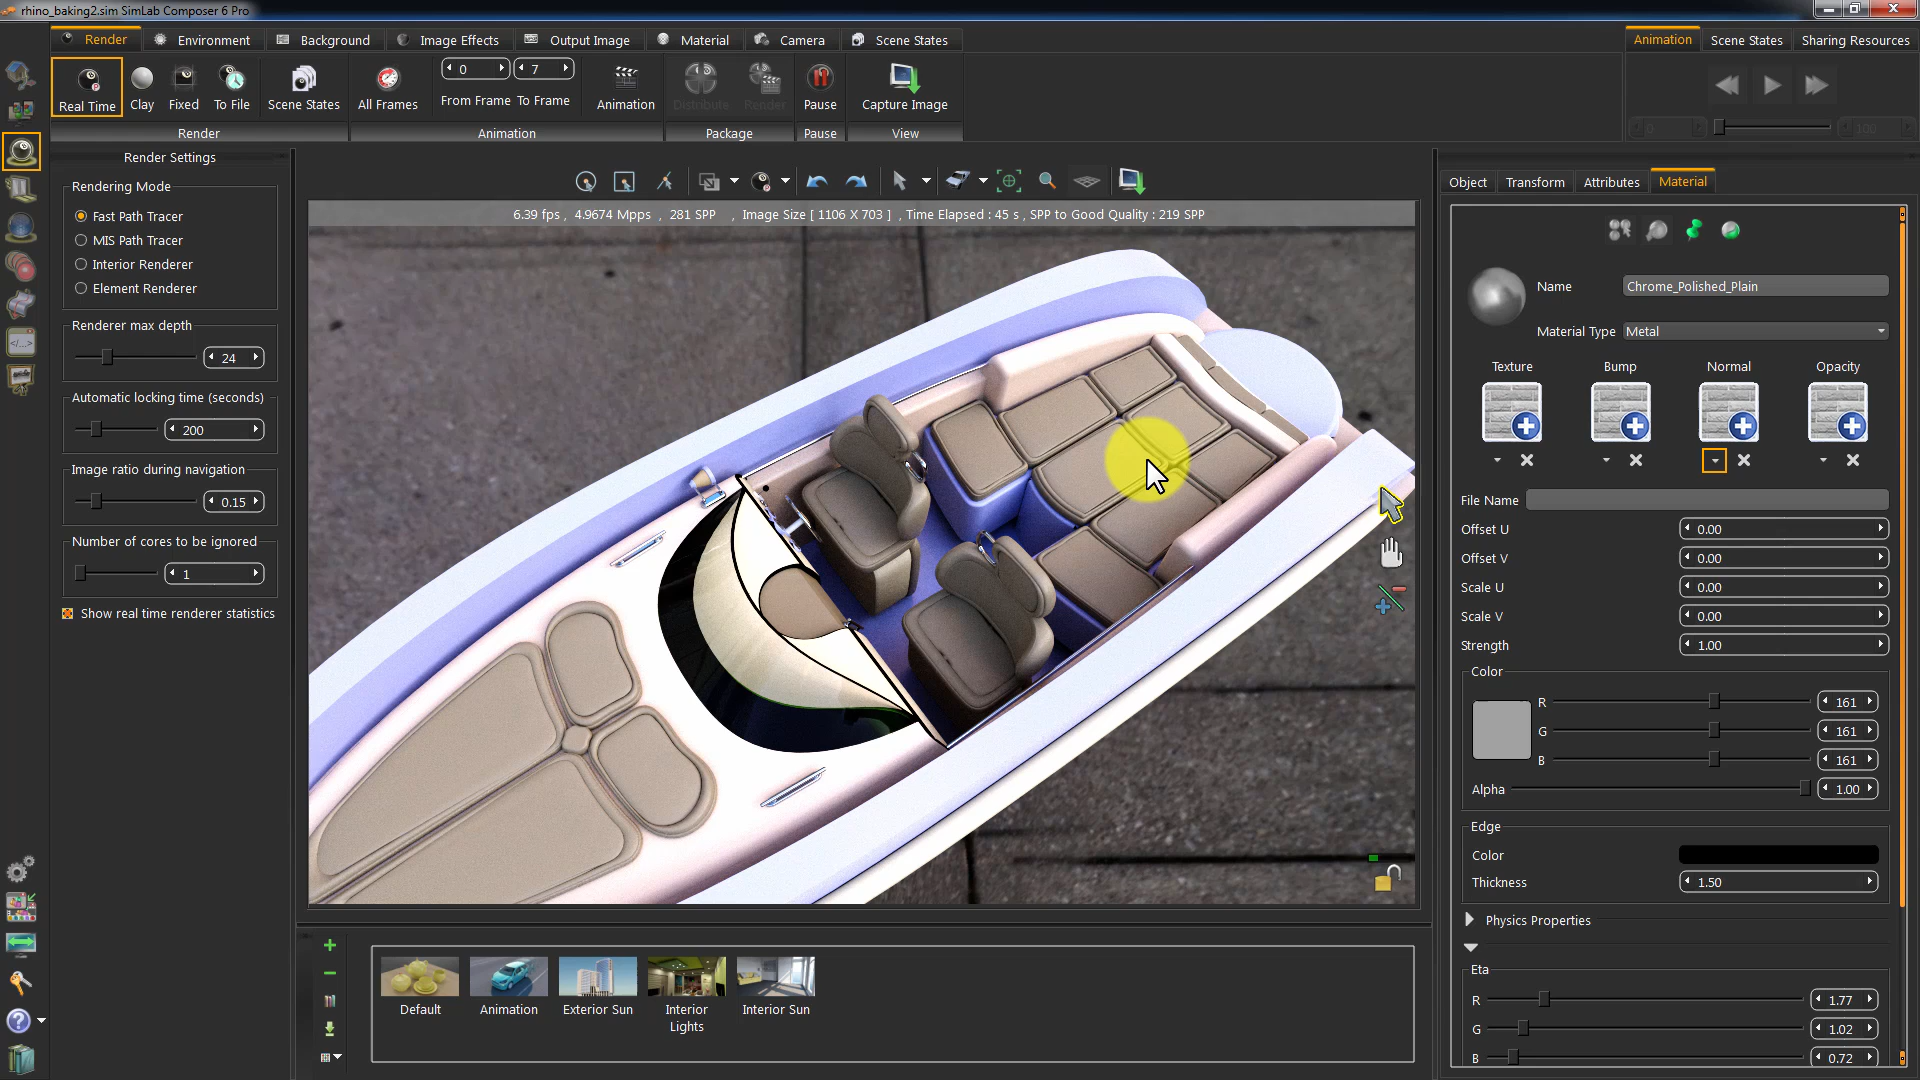 rhino_baking2.sim SimLab Composer 6 Pro
Render
Environment
Background
Image Effects
Output Image
Material
Camera
Scene States
Animation
Scene States
Sharing Resources
Real Time
Clay
Fixed
To File
Scene States
All Frames
0
From Frame
7
To Frame
Animation
Distribute
Render
Pause
Capture Image
0
100
Render
Animation
Package
Pause
View
Render Settings
Rendering Mode
Fast Path Tracer
MIS Path Tracer
Interior Renderer
Element Renderer
Renderer max depth
24
Automatic locking time (seconds)
200
Image ratio during navigation
0.15
Number of cores to be ignored
1
Show real time renderer statistics
6.39 fps , 4.9674 Mpps , 281 SPP , Image Size [ 1106 X 703 ] , Time Elapsed : 45 s , SPP to Good Quality : 219 SPP
Default
Animation
Exterior Sun
Interior Lights
Interior Sun
Object
Transform
Attributes
Material
Name
Chrome_Polished_Plain
Material Type
Metal
Texture
Bump
Normal
Opacity
File Name
Offset U
0.00
Offset V
0.00
Scale U
0.00
Scale V
0.00
Strength
1.00
Color
R
161
G
161
B
161
Alpha
1.00
Edge
Color
Thickness
1.50
Physics Properties
Eta
R
1.77
G
1.02
B
0.72